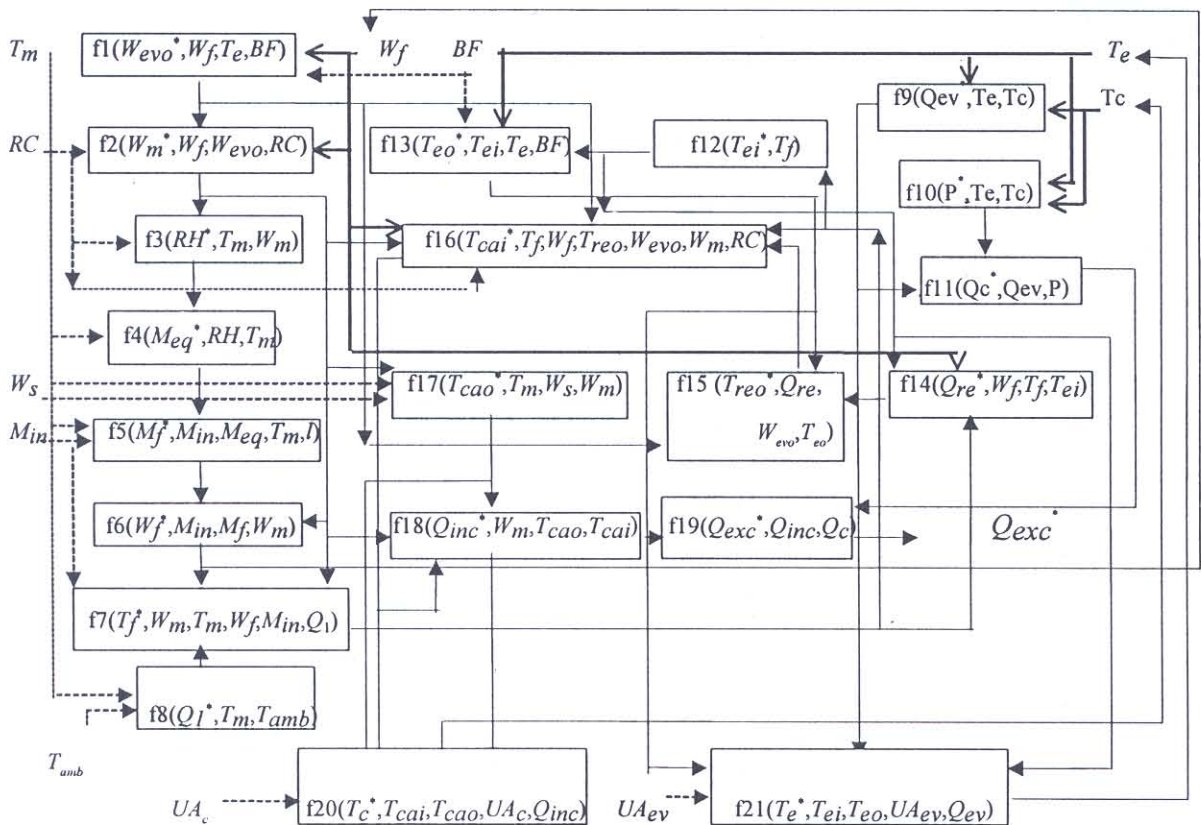 Tm f1(Wevo*,Wf,Te,BF) Wf BF Te
f9(Qev*,Te,Tc) Tc
RC f2(Wm*,Wf,Wevo,RC) f13(Teo*,Tei,Te,BF) f12(Tei*,Tf)
f10(P*,Te,Tc)
f3(RH*,Tm,Wm) f16(Tcai*,Tf,Wf,Treo,Wevo,Wm,RC)
f11(Qc*,Qev,P)
f4(Meq*,RH,Tm)
Ws f17(Tcao*,Tm,Ws,Wm) f15 (Treo*,Qre, f14(Qre*,Wf,Tf,Tei)
Min f5(Mf*,Min,Meq,Tm,l) Wevo,Teo)
f6(Wf*,Min,Mf,Wm) f18(Qinc*,Wm,Tcao,Tcai) f19(Qexc*,Qinc,Qc) Qexc*
f7(Tf*,Wm,Tm,Wf,Min,Q1)
f8(Q1*,Tm,Tamb)
Tamb
UAc f20(Tc*,Tcai,Tcao,UAc,Qinc) UAev f21(Te*,Tei,Teo,UAev,Qev)